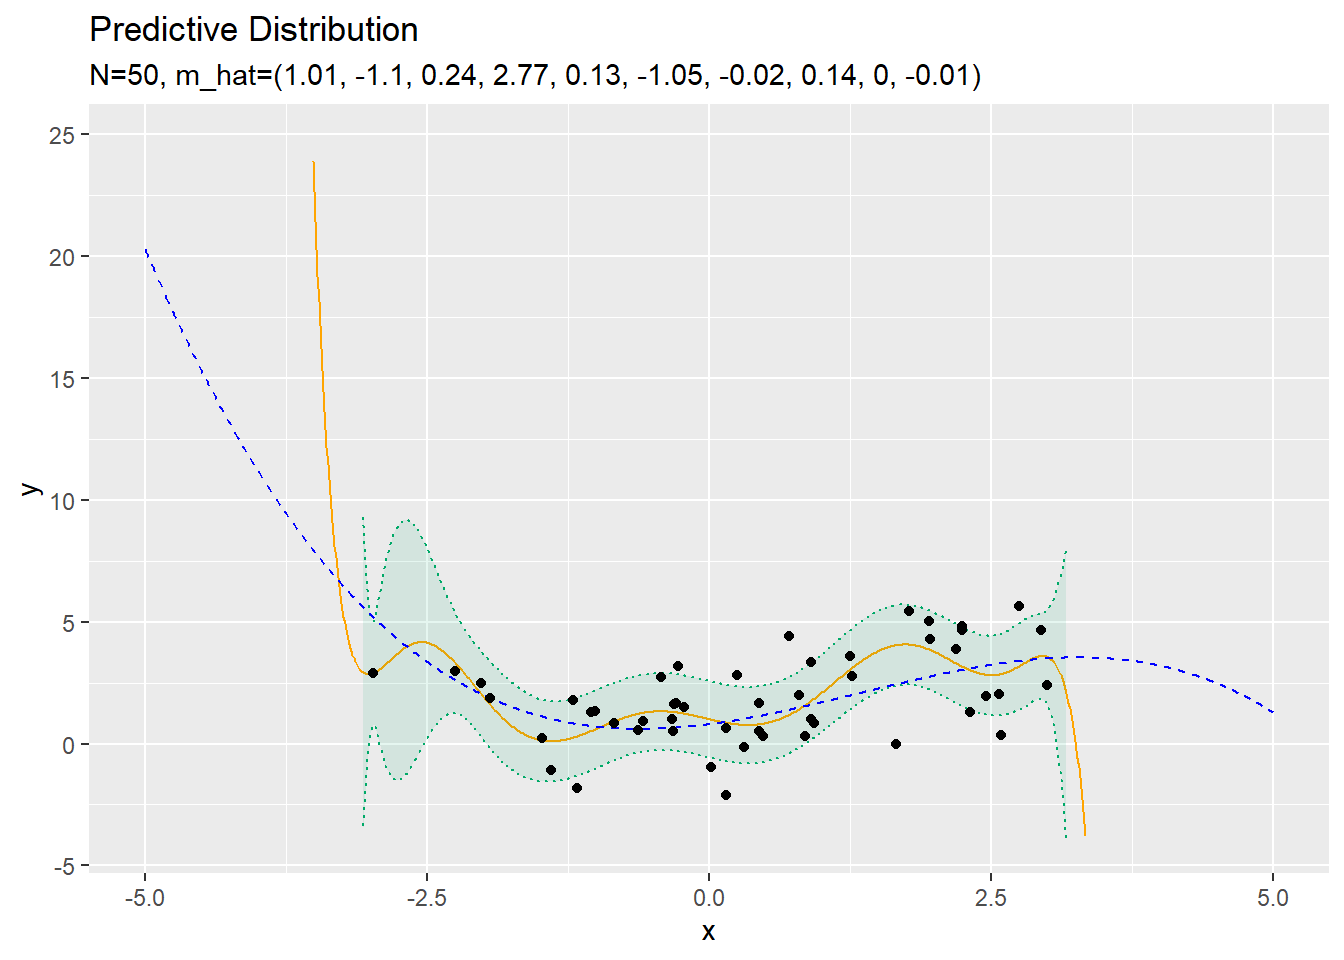 Predictive Distribution
N=50, m_hat=(1.01, -1.1, 0.24, 2.77, 0.13, -1.05, -0.02, 0.14, 0, -0.01)
25
20
15
10
5
0
-5
y
-5.0 -2.5 0.0 2.5 5.0
x